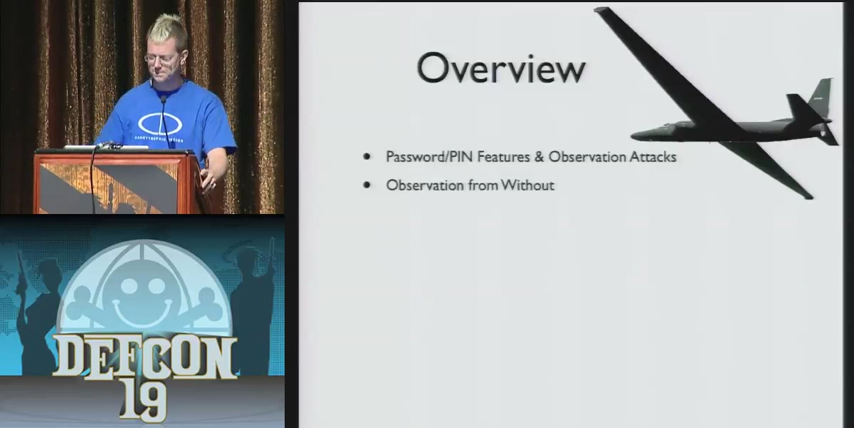 Overview
• Password/PIN Features & Observation Attacks
• Observation from Without
DEFCON
19